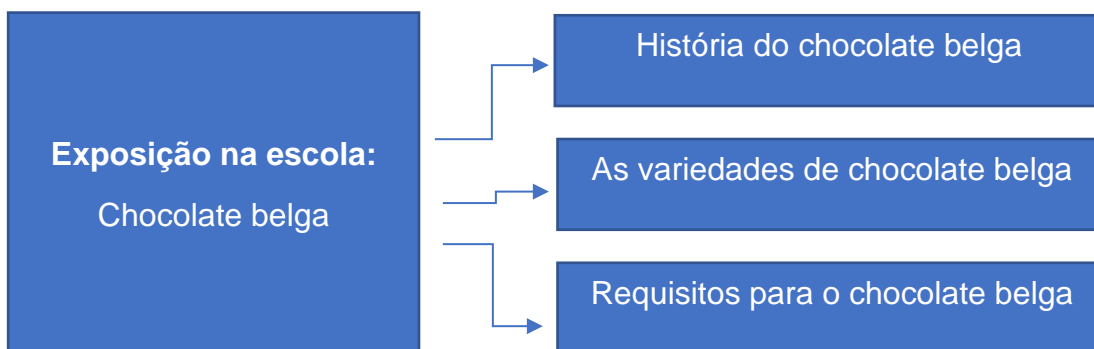 Exposição na escola:
Chocolate belga
História do chocolate belga
As variedades de chocolate belga
Requisitos para o chocolate belga